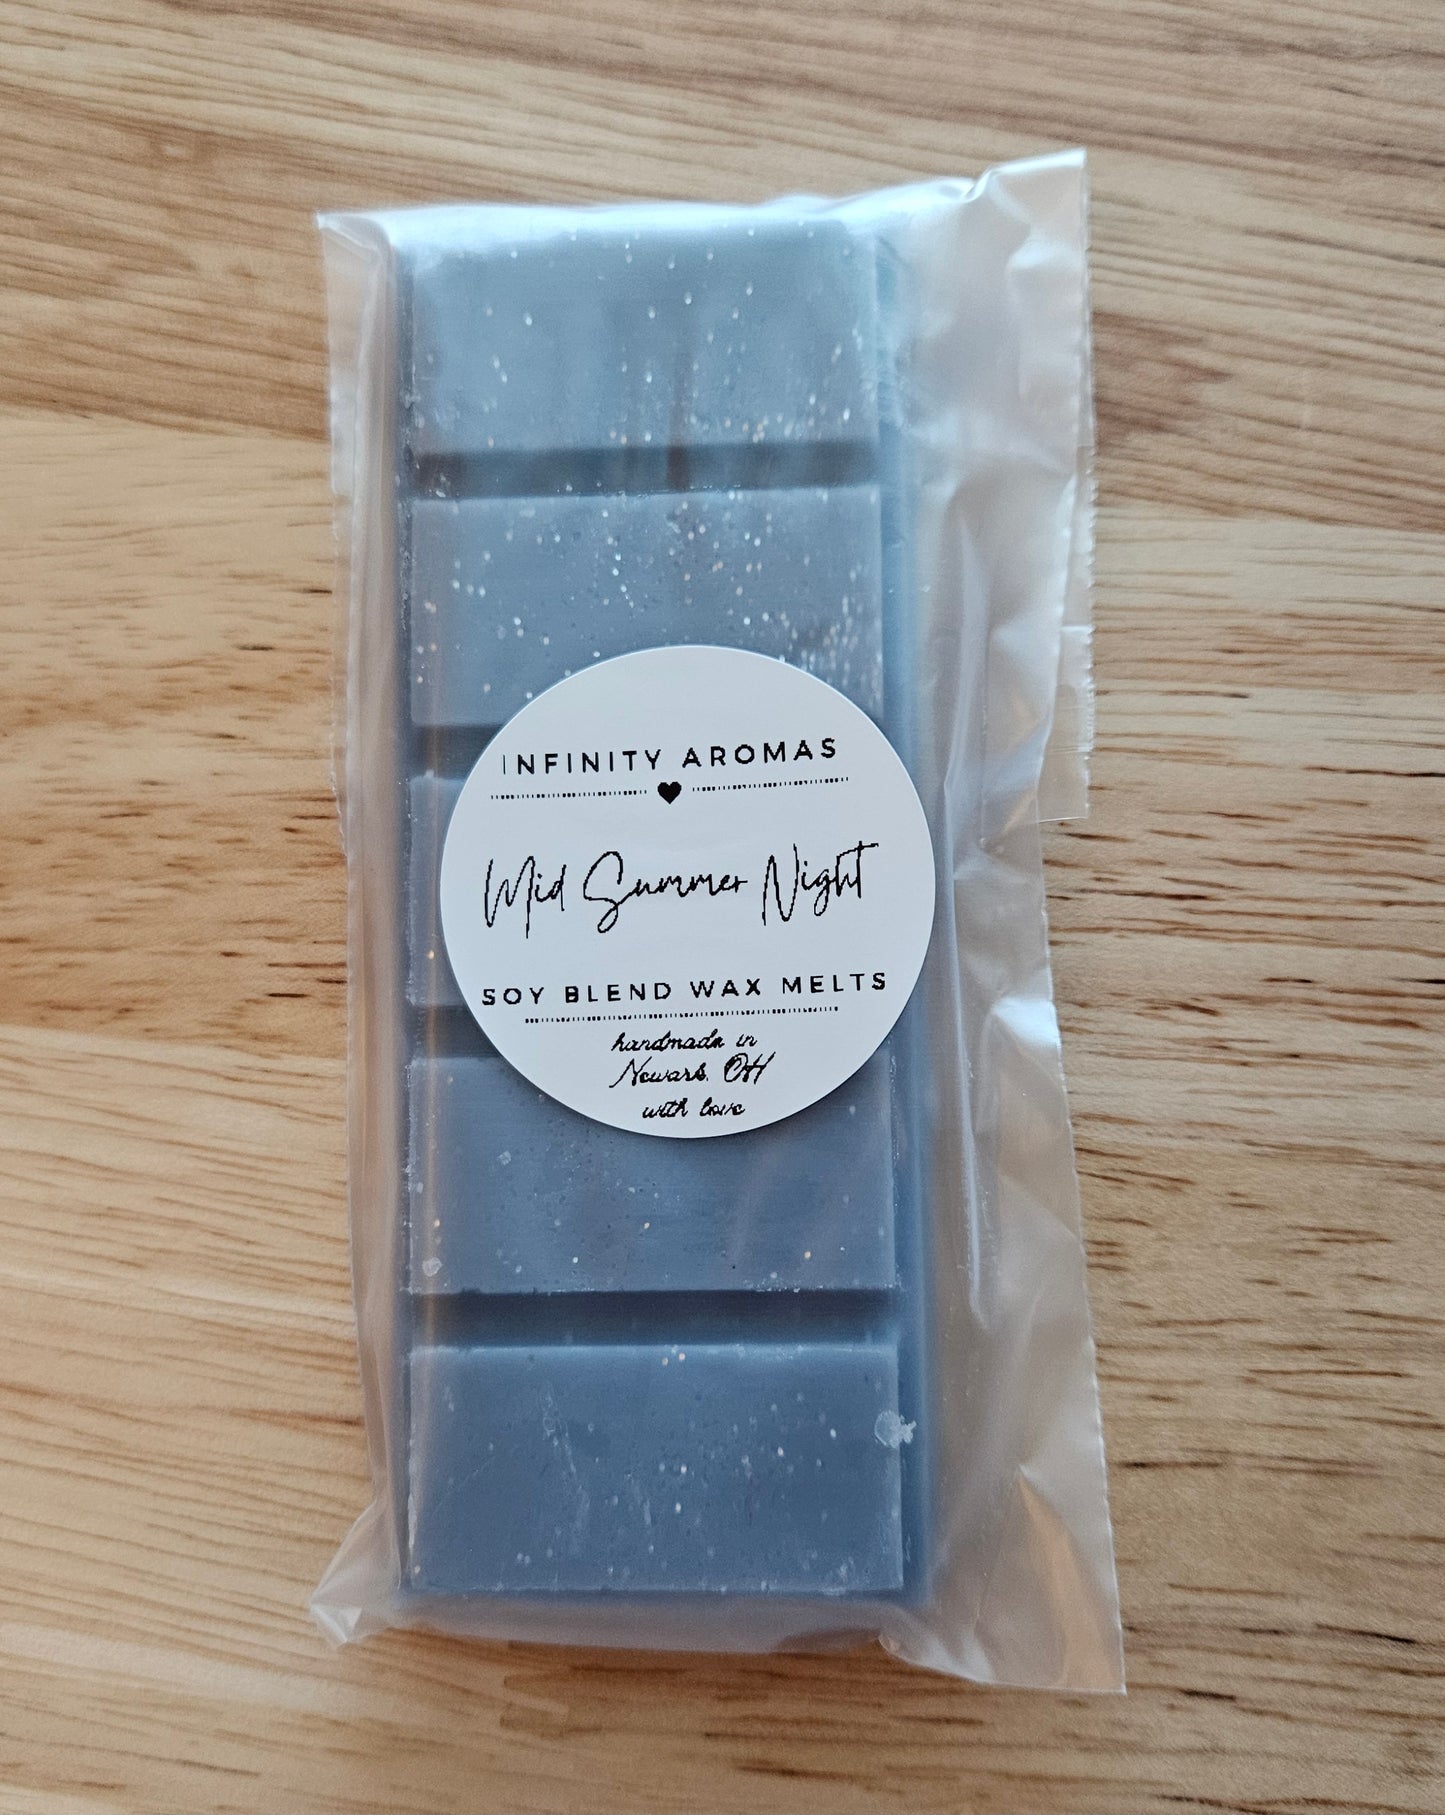 INFINITY AROMAS
Mid Summer Night
SOY BLEND WAX MELTS
handmade in
Newark, OH
with love